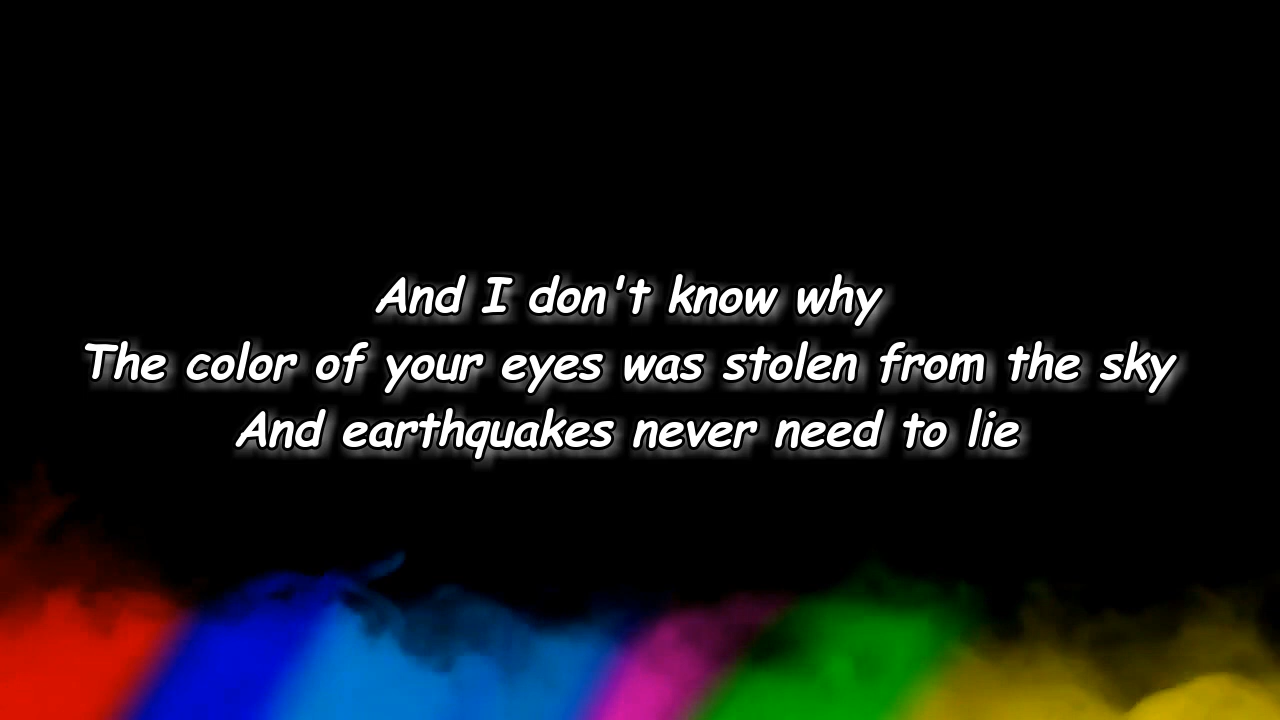 And I don't know why
The color of your eyes was stolen from the sky
And earthquakes never need to lie